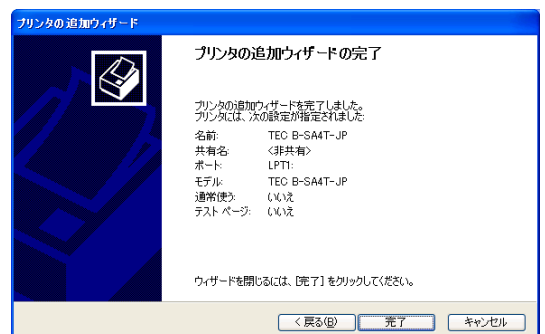 プリンタの追加ウィザード
プリンタの追加ウィザードの完了
プリンタの追加ウィザードを完了しました。
プリンタには、次の設定が指定されました:
名前: TEC B-SA4T-JP
共有名: <非共有>
ポート: LPT1:
モデル: TEC B-SA4T-JP
通常使う: いいえ
テスト ページ: いいえ
ウィザードを閉じるには、[完了] をクリックしてください。
< 戻る(B) 完了 キャンセル